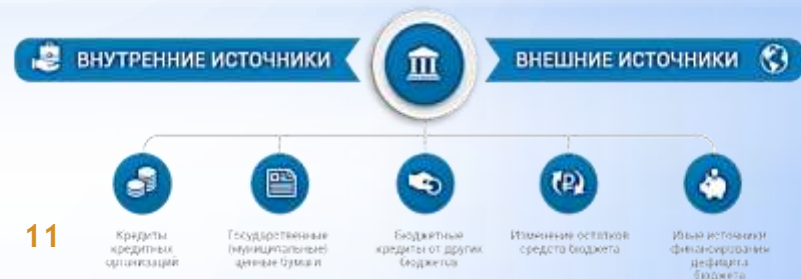 ВНУТРЕННИЕ ИСТОЧНИКИ
ВНЕШНИЕ ИСТОЧНИКИ
11
Кредиты
кредитных
организаций
Государственные
(муниципальные)
ценные бумаги
Бюджетные
кредиты от других
бюджетов
Изменение остатков
средств бюджета
Иные источники
финансирования
дефицита
бюджета